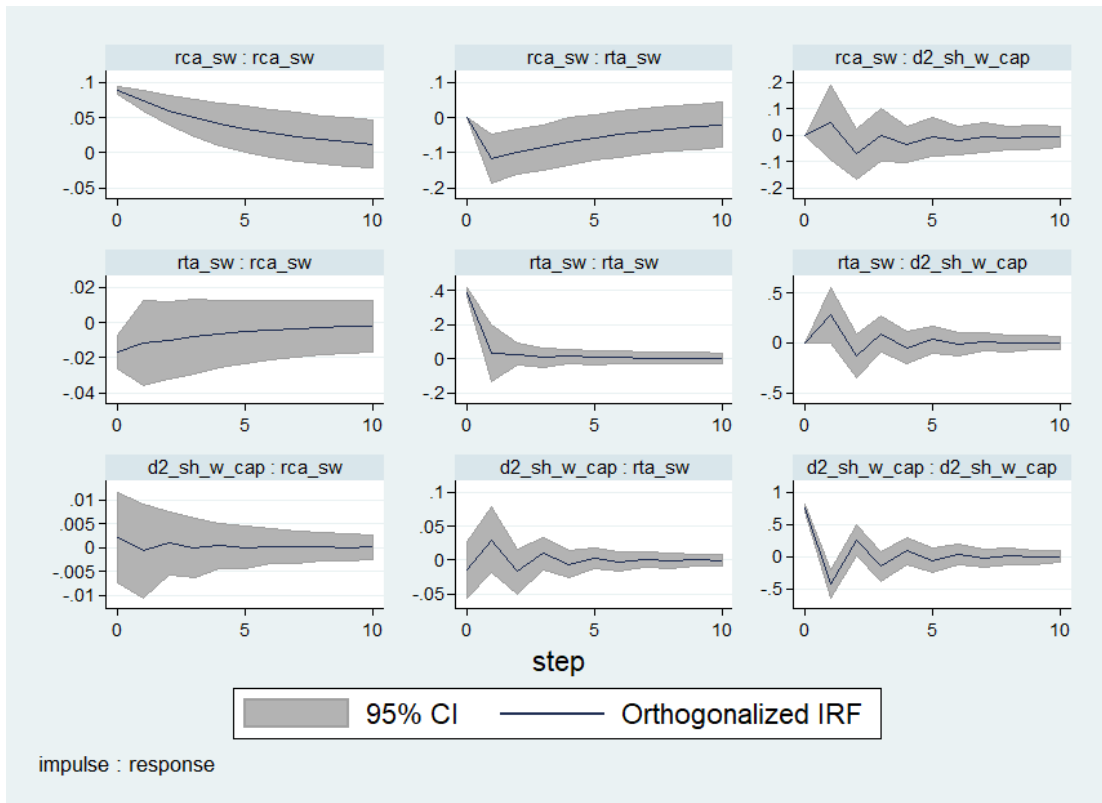 rca_sw : rca_sw
.1
.05
0
-.05
0 5 10
rca_sw : rta_sw
.1
0
-.1
-.2
0 5 10
rca_sw : d2_sh_w_cap
.2
.1
0
-.1
-.2
0 5 10
rta_sw : rca_sw
.02
0
-.02
-.04
0 5 10
rta_sw : rta_sw
.4
.2
0
-.2
0 5 10
rta_sw : d2_sh_w_cap
.5
0
-.5
0 5 10
d2_sh_w_cap : rca_sw
.01
.005
0
-.005
-.01
0 5 10
d2_sh_w_cap : rta_sw
.1
.05
0
-.05
0 5 10
d2_sh_w_cap : d2_sh_w_cap
1
.5
0
-.5
0 5 10
step
95% CI Orthogonalized IRF
impulse : response